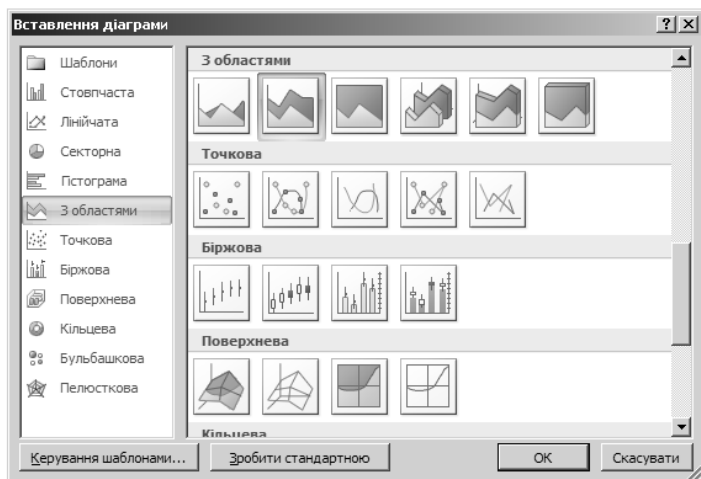 Вставлення діаграми
Шаблони
Стовпчаста
Лінійчата
Секторна
Гістограма
З областями
Точкова
Біржова
Поверхнева
Кільцева
Бульбашкова
Пелюсткова
З областями
Точкова
Біржова
Поверхнева
Кільцева
Керування шаблонами...
Зробити стандартною
ОК
Скасувати